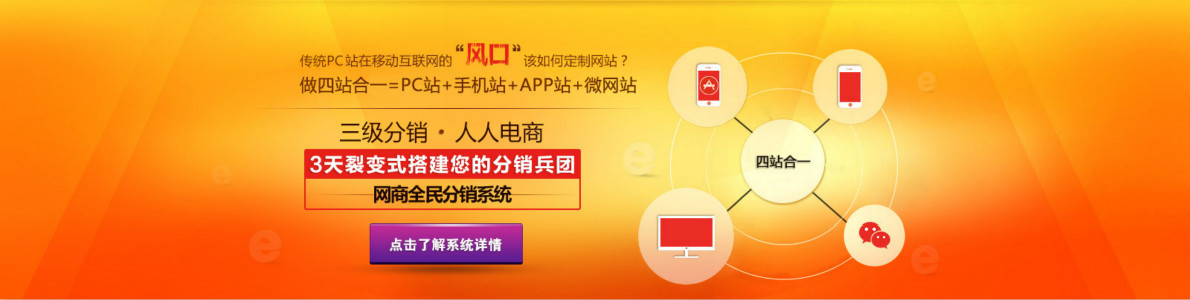 传统PC站在移动互联网的“风口”该如何定制网站？
做四站合一=PC站+手机站+APP站+微网站
三级分销·人人电商
3天裂变式搭建您的分销兵团
网商全民分销系统
点击了解系统详情
四站合一
e
e
e
e
e